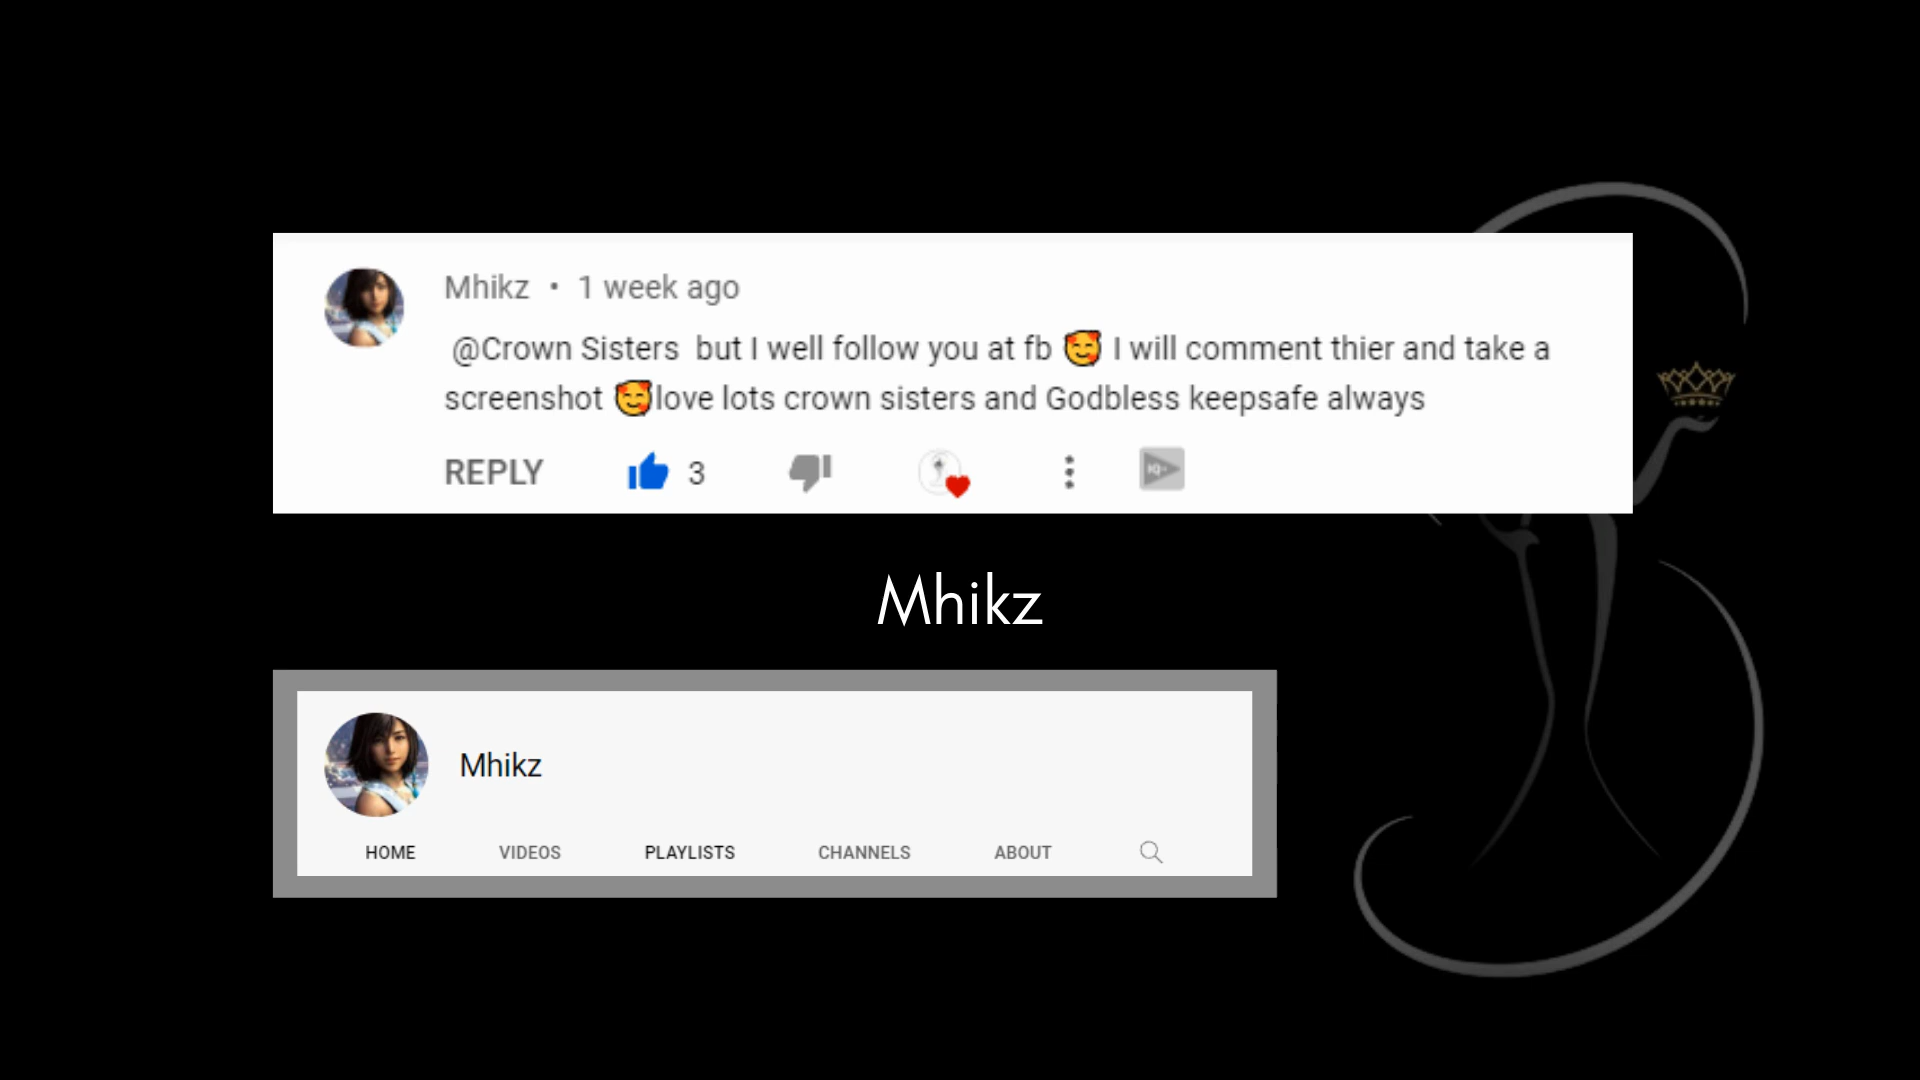 Mhikz • 1 week ago
@Crown Sisters but I well follow you at fb 🥰 I will comment thier and take a
screenshot 🥰love lots crown sisters and Godbless keepsafe always
REPLY 3
IQ
Mhikz
Mhikz
HOME VIDEOS PLAYLISTS CHANNELS ABOUT